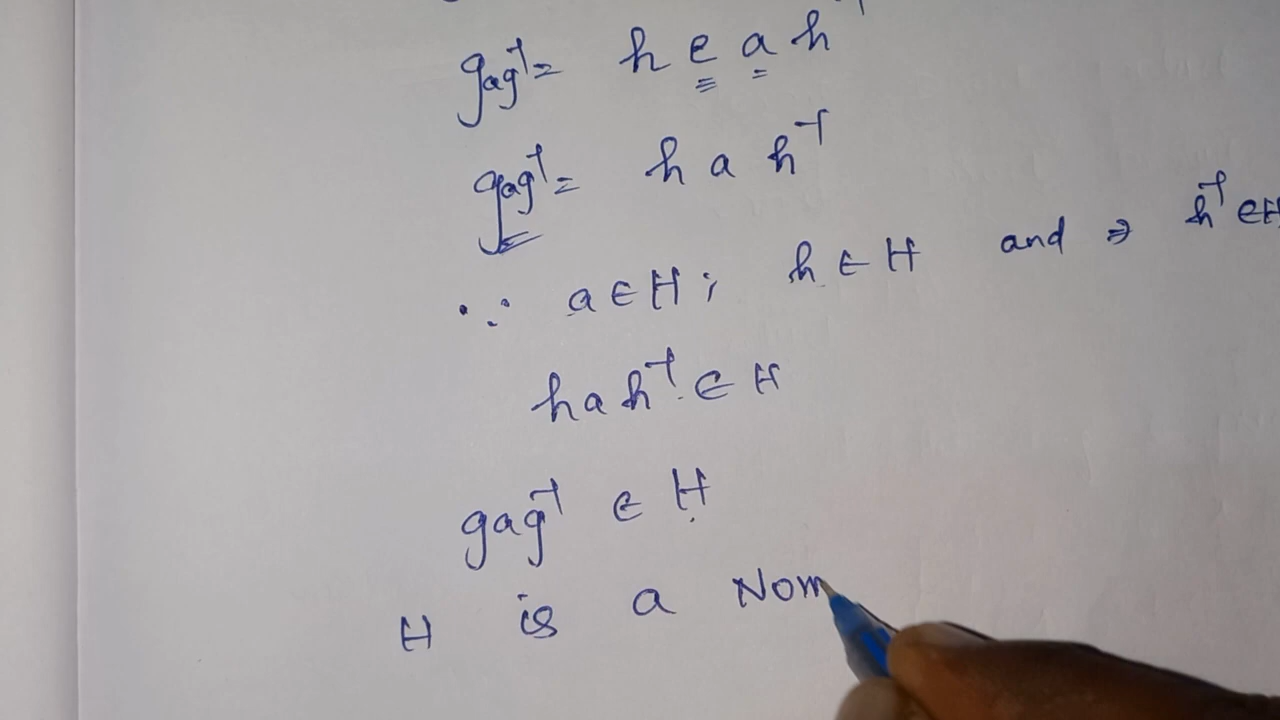 gag⁻¹ = h e a h⁻¹
gag⁻¹ = h a h⁻¹
∵ a ∈ H; h ∈ H and ⇒ h⁻¹ ∈ H
h a h⁻¹ ∈ H
gag⁻¹ ∈ H
H is a Nom